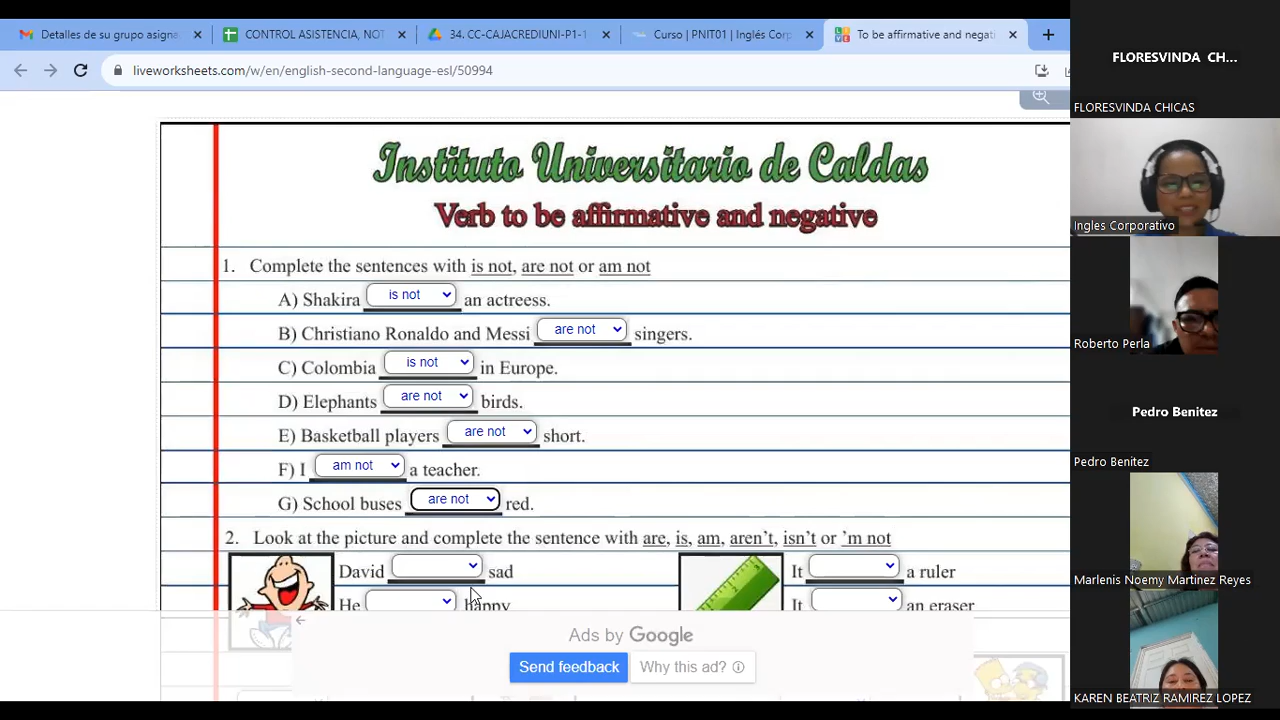 Detalles de su grupo asigna
CONTROL ASISTENCIA, NOT
34. CC-CAJACREDIUNI-P1-1
Curso | PNIT01 | Inglés Corp
To be affirmative and negati
liveworksheets.com/w/en/english-second-language-esl/50994
Instituto Universitario de Caldas
Verb to be affirmative and negative
1. Complete the sentences with is not, are not or am not
A) Shakira is not an actreess.
B) Christiano Ronaldo and Messi are not singers.
C) Colombia is not in Europe.
D) Elephants are not birds.
E) Basketball players are not short.
F) I am not a teacher.
G) School buses are not red.
2. Look at the picture and complete the sentence with are, is, am, aren't, isn't or 'm not
David sad
It a ruler
He happy
It an eraser
Ads by Google
Send feedback
Why this ad?
FLORESVINDA CH...
FLORESVINDA CHICAS
Ingles Corporativo
Roberto Perla
Pedro Benitez
Pedro Benitez
Marlenis Noemy Martinez Reyes
KAREN BEATRIZ RAMIREZ LOPEZ